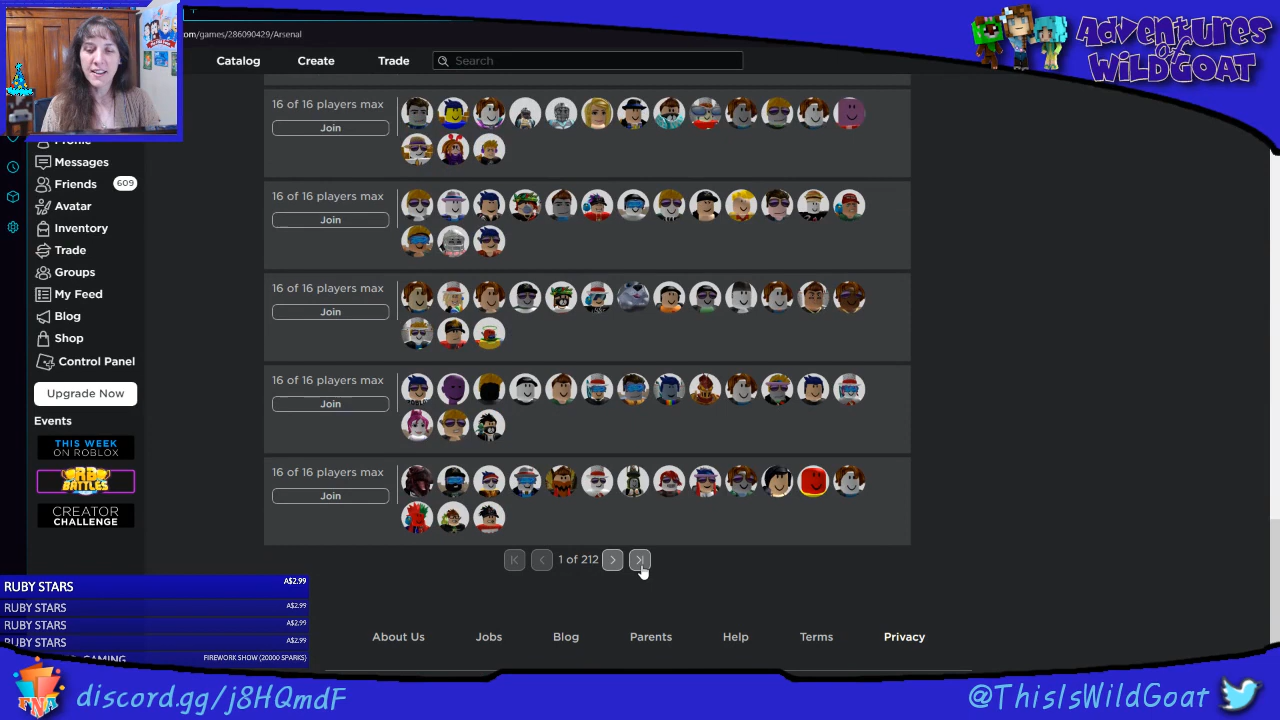 com/games/286090429/Arsenal
Adventures
of
WildGoat
Catalog
Create
Trade
Search
Messages
Friends 609
Avatar
Inventory
Trade
Groups
My Feed
Blog
Shop
Control Panel
Upgrade Now
Events
THIS WEEK
ON ROBLOX
RB
BATTLES
CREATOR
CHALLENGE
16 of 16 players max
Join
16 of 16 players max
Join
16 of 16 players max
Join
16 of 16 players max
Join
16 of 16 players max
Join
1 of 212
RUBY STARS A$2.99
RUBY STARS A$2.99
RUBY STARS A$2.99
RUBY STARS A$2.99
GAMING FIREWORK SHOW (20000 SPARKS)
About Us
Jobs
Blog
Parents
Help
Terms
Privacy
FNA
discord.gg/j8HQmdF
@ThisIsWildGoat